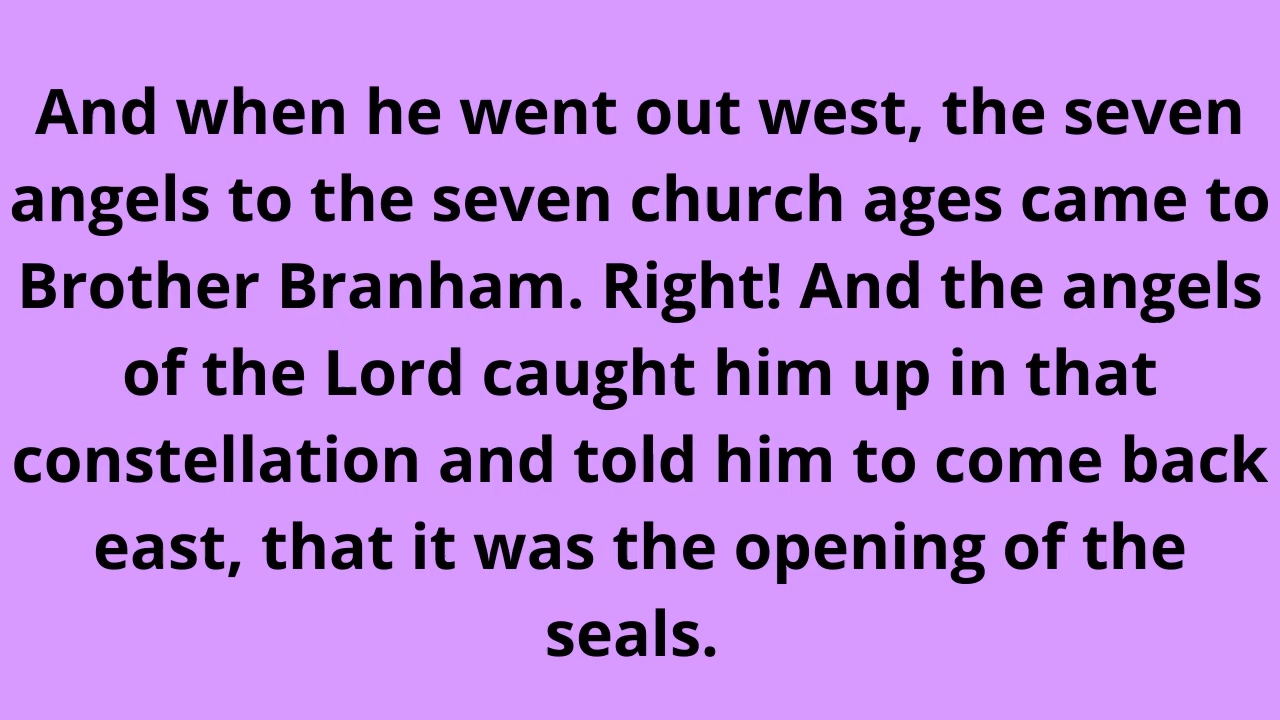 And when he went out west, the seven
angels to the seven church ages came to
Brother Branham. Right! And the angels
of the Lord caught him up in that
constellation and told him to come back
east, that it was the opening of the
seals.